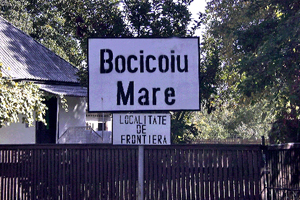 Bocicoiu
Mare
LOCALITATE
DE
FRONTIERA